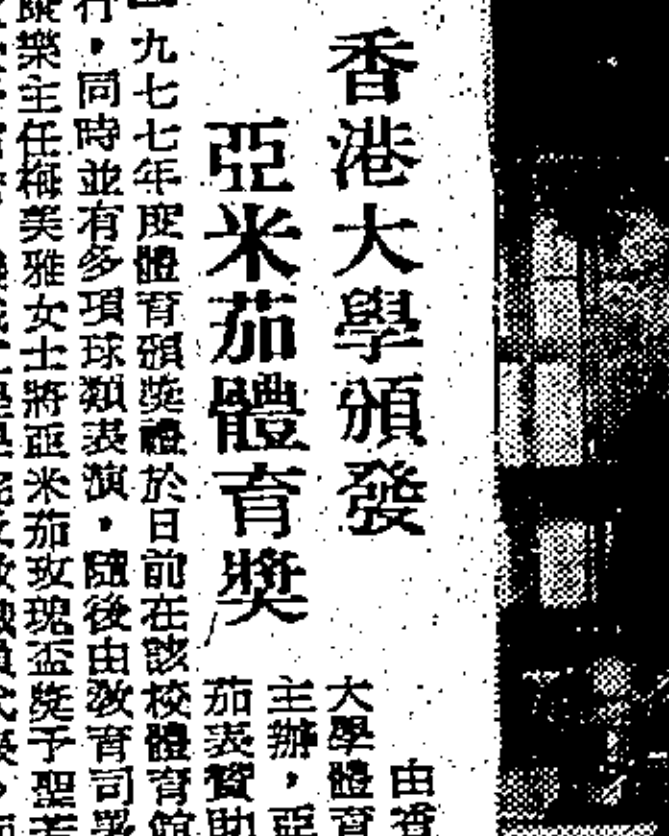 香港大學頒發
亞米茄體育獎
由香
大學體育
主辦，亞
茄表贊助
一九七七年度體育頒獎禮於日前在該校體育館
行，同時並有多項球類表演，隨後由教育司署
樂主任梅美雅女士將亞米茄玫瑰盃獎予聖若